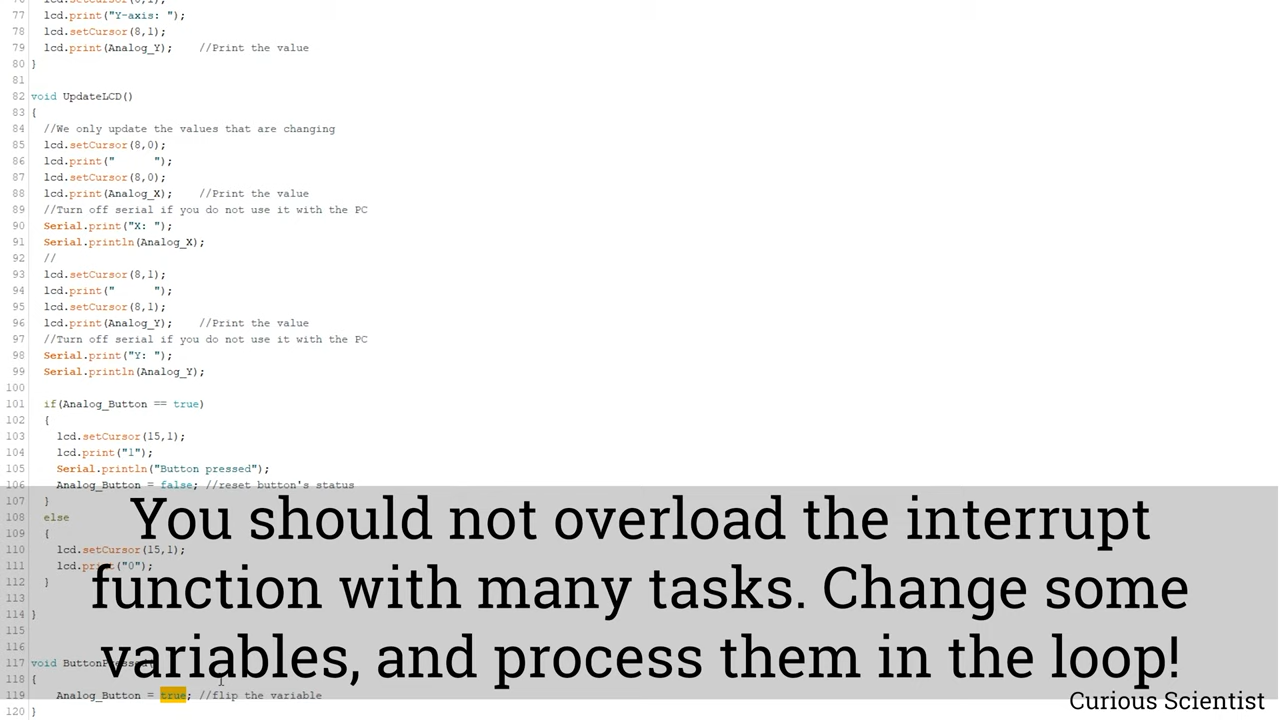 77 lcd.print("Y-axis: ");
78 lcd.setCursor(8,1);
79 lcd.print(Analog_Y); //Print the value
80 }
81
82 void UpdateLCD()
83 {
84 //We only update the values that are changing
85 lcd.setCursor(8,0);
86 lcd.print("      ");
87 lcd.setCursor(8,0);
88 lcd.print(Analog_X); //Print the value
89 //Turn off serial if you do not use it with the PC
90 Serial.print("X: ");
91 Serial.println(Analog_X);
92 //
93 lcd.setCursor(8,1);
94 lcd.print("      ");
95 lcd.setCursor(8,1);
96 lcd.print(Analog_Y); //Print the value
97 //Turn off serial if you do not use it with the PC
98 Serial.print("Y: ");
99 Serial.println(Analog_Y);
100
101 if(Analog_Button == true)
102 {
103 lcd.setCursor(15,1);
104 lcd.print("1");
105 Serial.println("Button pressed");
106 Analog_Button = false; //reset button's status
107 }
108 else
109 {
110 lcd.setCursor(15,1);
111 lcd.print("0");
112 }
113
114 }
115
116
117 void
118 {
119 Analog_Button = true; //flip the variable
120 }
You should not overload the interrupt
function with many tasks. Change some
variables, and process them in the loop!
Curious Scientist